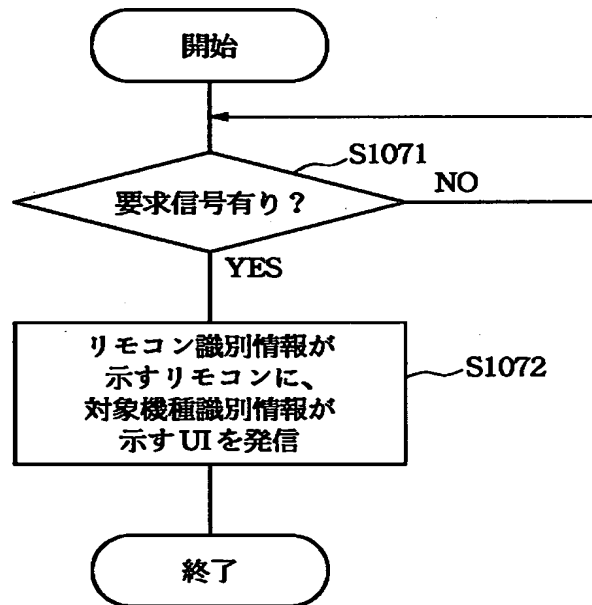 開始
S1071
要求信号有り？
NO
YES
リモコン識別情報が
示すリモコンに、
対象機種識別情報が
示すUIを発信
S1072
終了